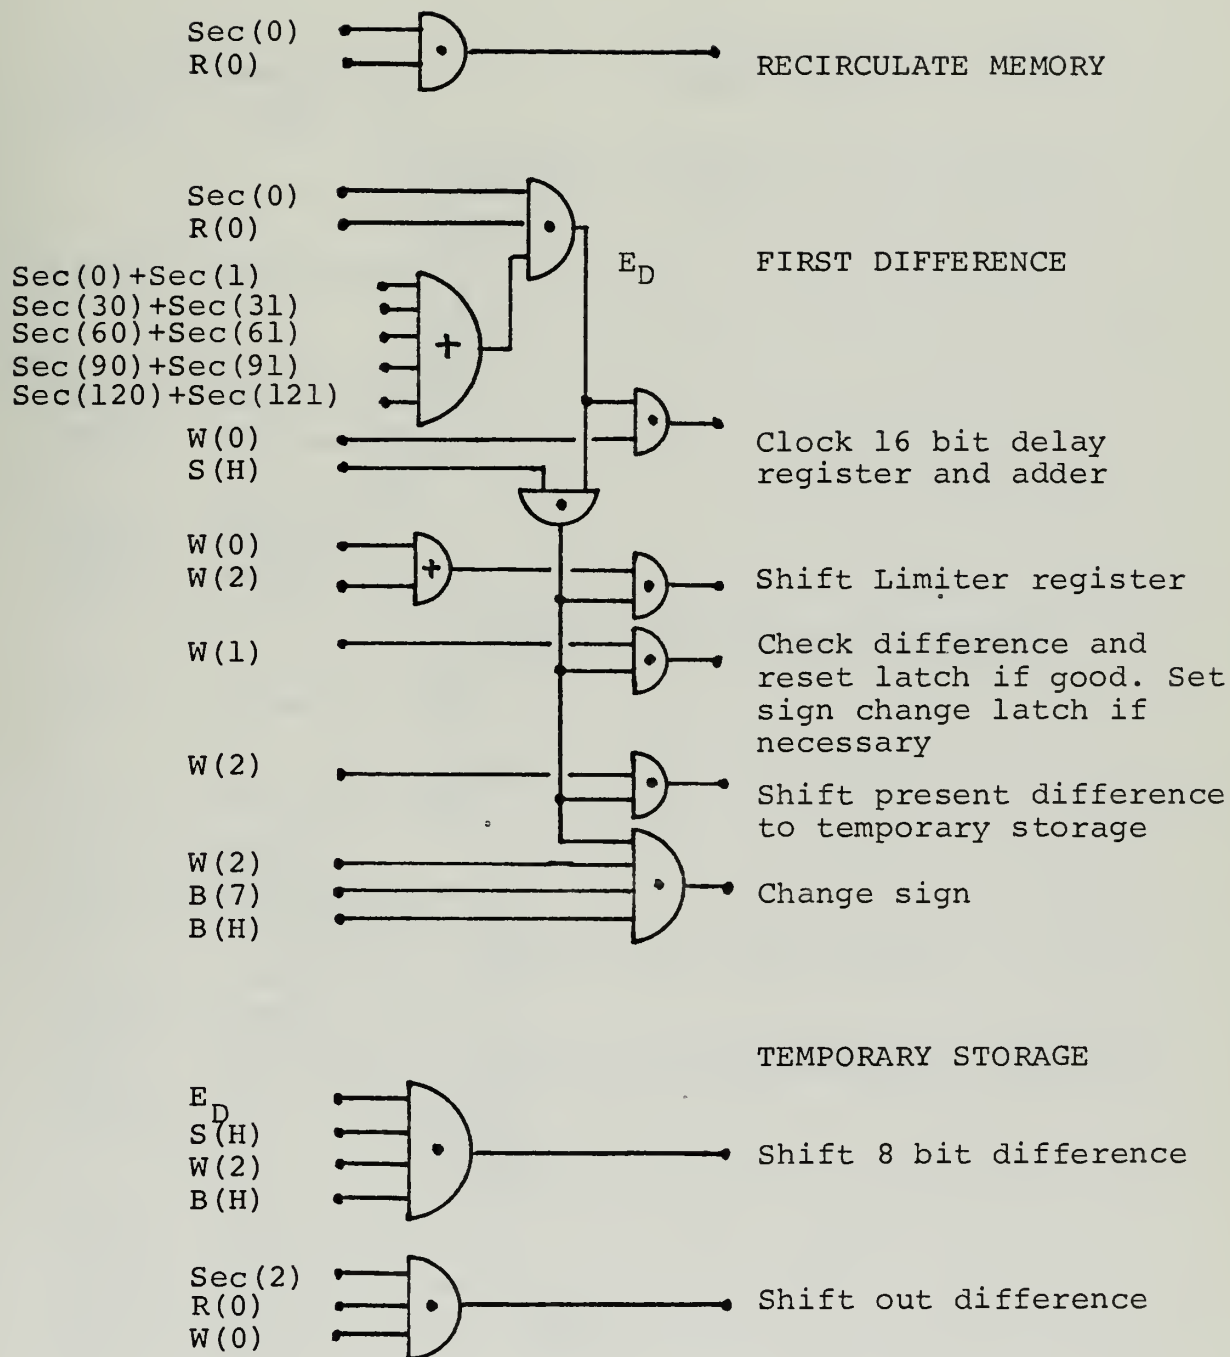 Sec(0)
R(0)
RECIRCULATE MEMORY
Sec(0)
R(0)
E_D
FIRST DIFFERENCE
Sec(0)+Sec(1)
Sec(30)+Sec(31)
Sec(60)+Sec(61)
Sec(90)+Sec(91)
Sec(120)+Sec(121)
+
W(0)
S(H)
Clock 16 bit delay
register and adder
W(0)
W(2)
+
Shift Limiter register
W(1)
Check difference and
reset latch if good. Set
sign change latch if
necessary
W(2)
Shift present difference
to temporary storage
W(2)
B(7)
B(H)
Change sign
TEMPORARY STORAGE
E_D
S(H)
W(2)
B(H)
Shift 8 bit difference
Sec(2)
R(0)
W(0)
Shift out difference